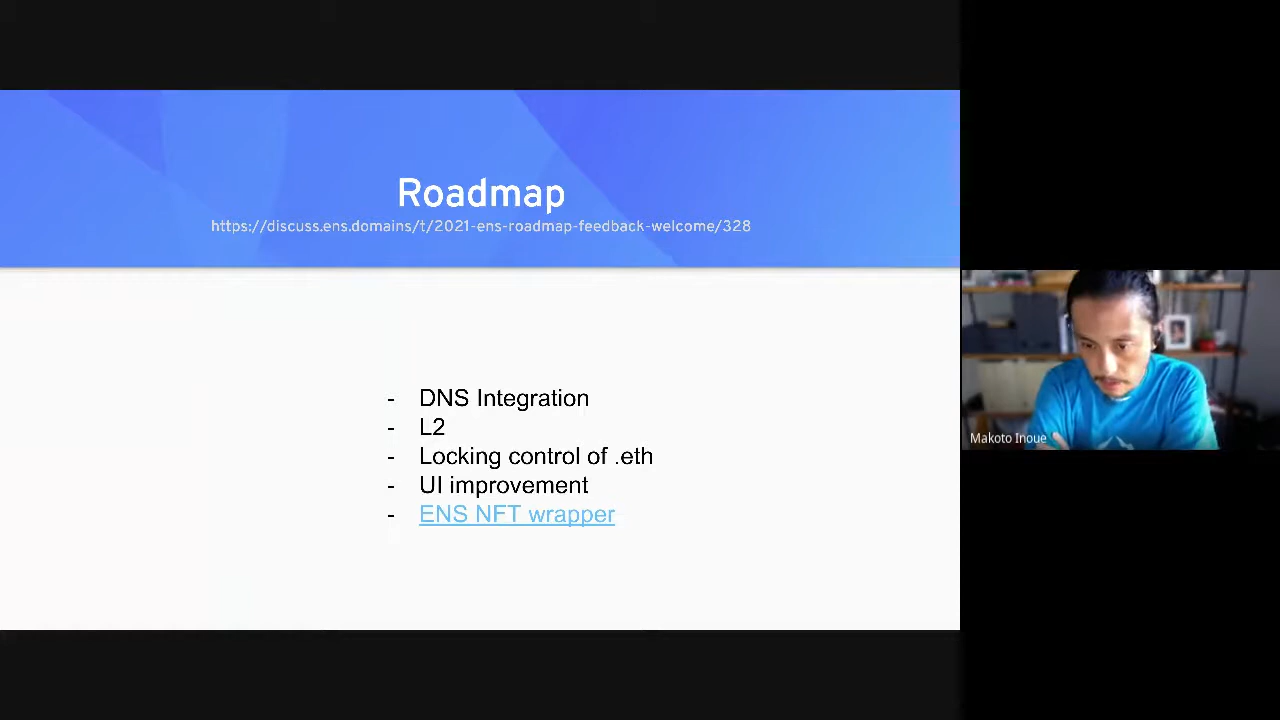 Roadmap
https://discuss.ens.domains/t/2021-ens-roadmap-feedback-welcome/328
- DNS Integration
- L2
- Locking control of .eth
- UI improvement
- ENS NFT wrapper
Makoto Inoue